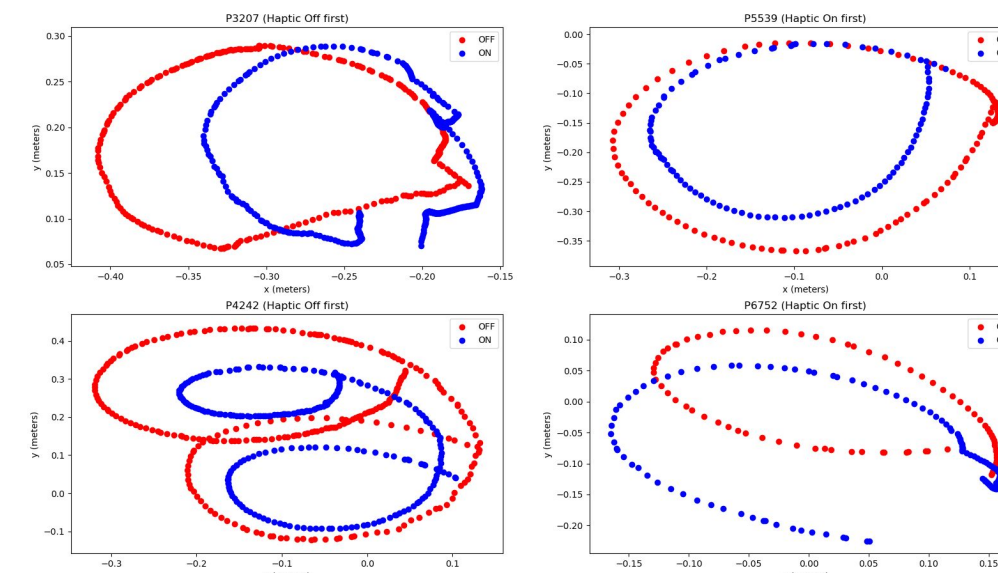 P3207 (Haptic Off first)
OFF
ON
0.30
0.25
0.20
0.15
0.10
0.05
y (meters)
−0.40 −0.35 −0.30 −0.25 −0.20 −0.15
x (meters)
P5539 (Haptic On first)
0.00
−0.05
−0.10
−0.15
−0.20
−0.25
−0.30
−0.35
y (meters)
−0.3 −0.2 −0.1 0.0 0.1
x (meters)
P4242 (Haptic Off first)
OFF
ON
0.4
0.3
0.2
0.1
0.0
−0.1
y (meters)
−0.3 −0.2 −0.1 0.0 0.1
P6752 (Haptic On first)
0.10
0.05
0.00
−0.05
−0.10
−0.15
−0.20
y (meters)
−0.15 −0.10 −0.05 0.00 0.05 0.10 0.15